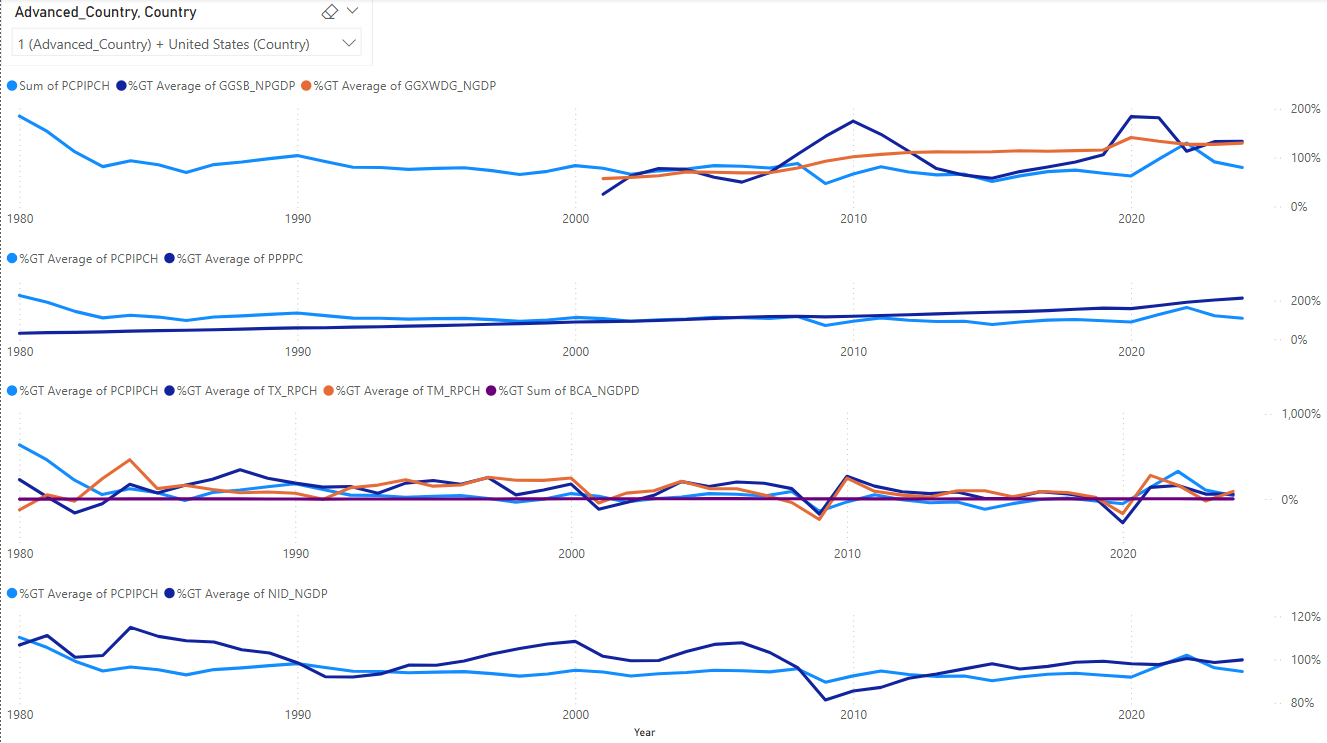 Advanced_Country, Country
1 (Advanced_Country) + United States (Country)
Sum of PCPIPCH %GT Average of GGSB_NPGDP %GT Average of GGXWDG_NGDP
200%
100%
0%
1980 1990 2000 2010 2020
%GT Average of PCPIPCH %GT Average of PPPPC
200%
0%
1980 1990 2000 2010 2020
%GT Average of PCPIPCH %GT Average of TX_RPCH %GT Average of TM_RPCH %GT Sum of BCA_NGDPD
1,000%
0%
1980 1990 2000 2010 2020
%GT Average of PCPIPCH %GT Average of NID_NGDP
120%
100%
80%
1980 1990 2000 2010 2020
Year